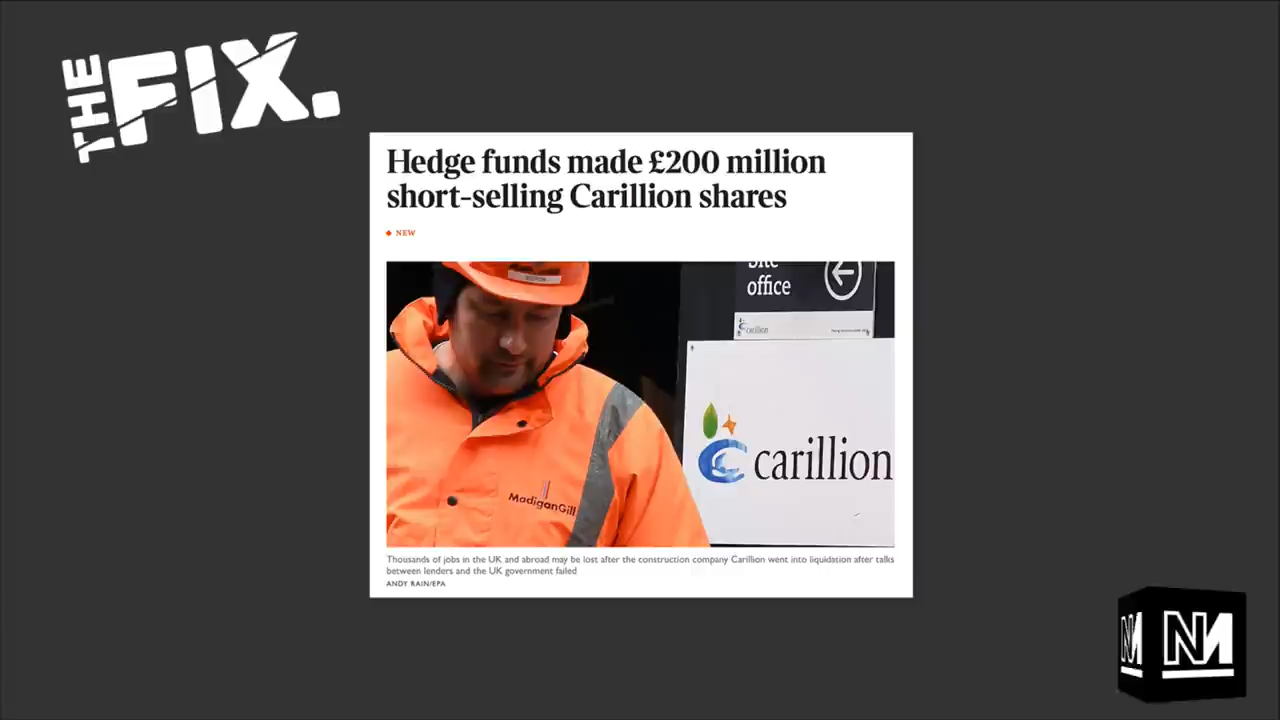 THE FIX.
Hedge funds made £200 million
short-selling Carillion shares
NEW
Site
office
carillion
carillion
MadiganGill
Thousands of jobs in the UK and abroad may be lost after the construction company Carillion went into liquidation after talks
between lenders and the UK government failed
ANDY RAIN/EPA
NM
NM